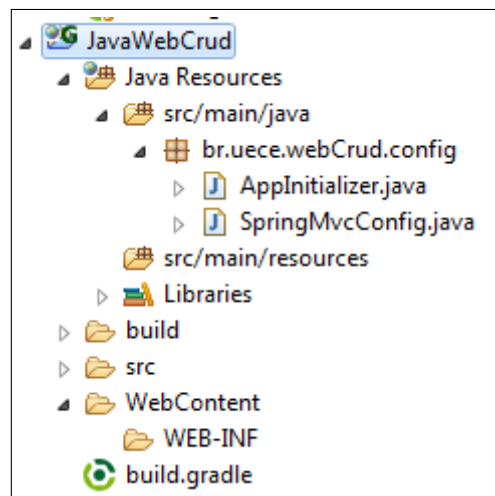 JavaWebCrud
Java Resources
src/main/java
br.uece.webCrud.config
AppInitializer.java
SpringMvcConfig.java
src/main/resources
Libraries
build
src
WebContent
WEB-INF
build.gradle